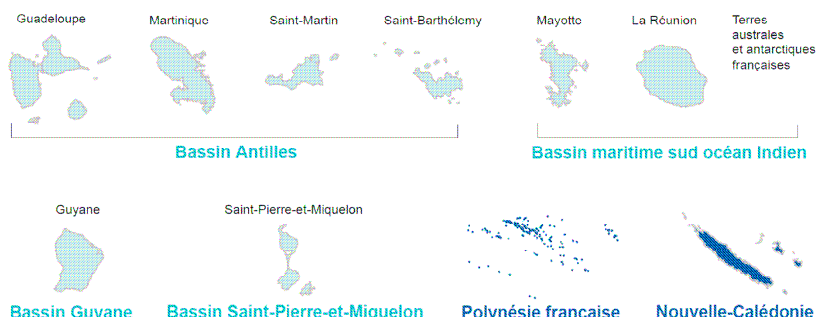 Guadeloupe
Martinique
Saint-Martin
Saint-Barthélemy
Mayotte
La Réunion
Terres
australes
et antarctiques
françaises
Bassin Antilles
Bassin maritime sud océan Indien
Guyane
Saint-Pierre-et-Miquelon
Bassin Guyane
Bassin Saint-Pierre-et-Miquelon
Polynésie française
Nouvelle-Calédonie